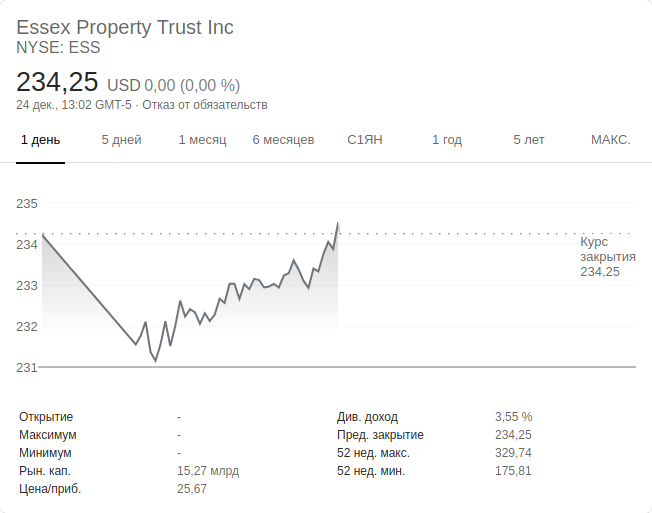 Essex Property Trust Inc
NYSE: ESS
234,25 USD 0,00 (0,00 %)
24 дек., 13:02 GMT-5 · Отказ от обязательств
1 день 5 дней 1 месяц 6 месяцев С1ЯН 1 год 5 лет МАКС.
235
234
233
232
231
Курс
закрытия
234,25
Открытие - Див. доход 3,55 %
Максимум - Пред. закрытие 234,25
Минимум - 52 нед. макс. 329,74
Рын. кап. 15,27 млрд 52 нед. мин. 175,81
Цена/приб. 25,67